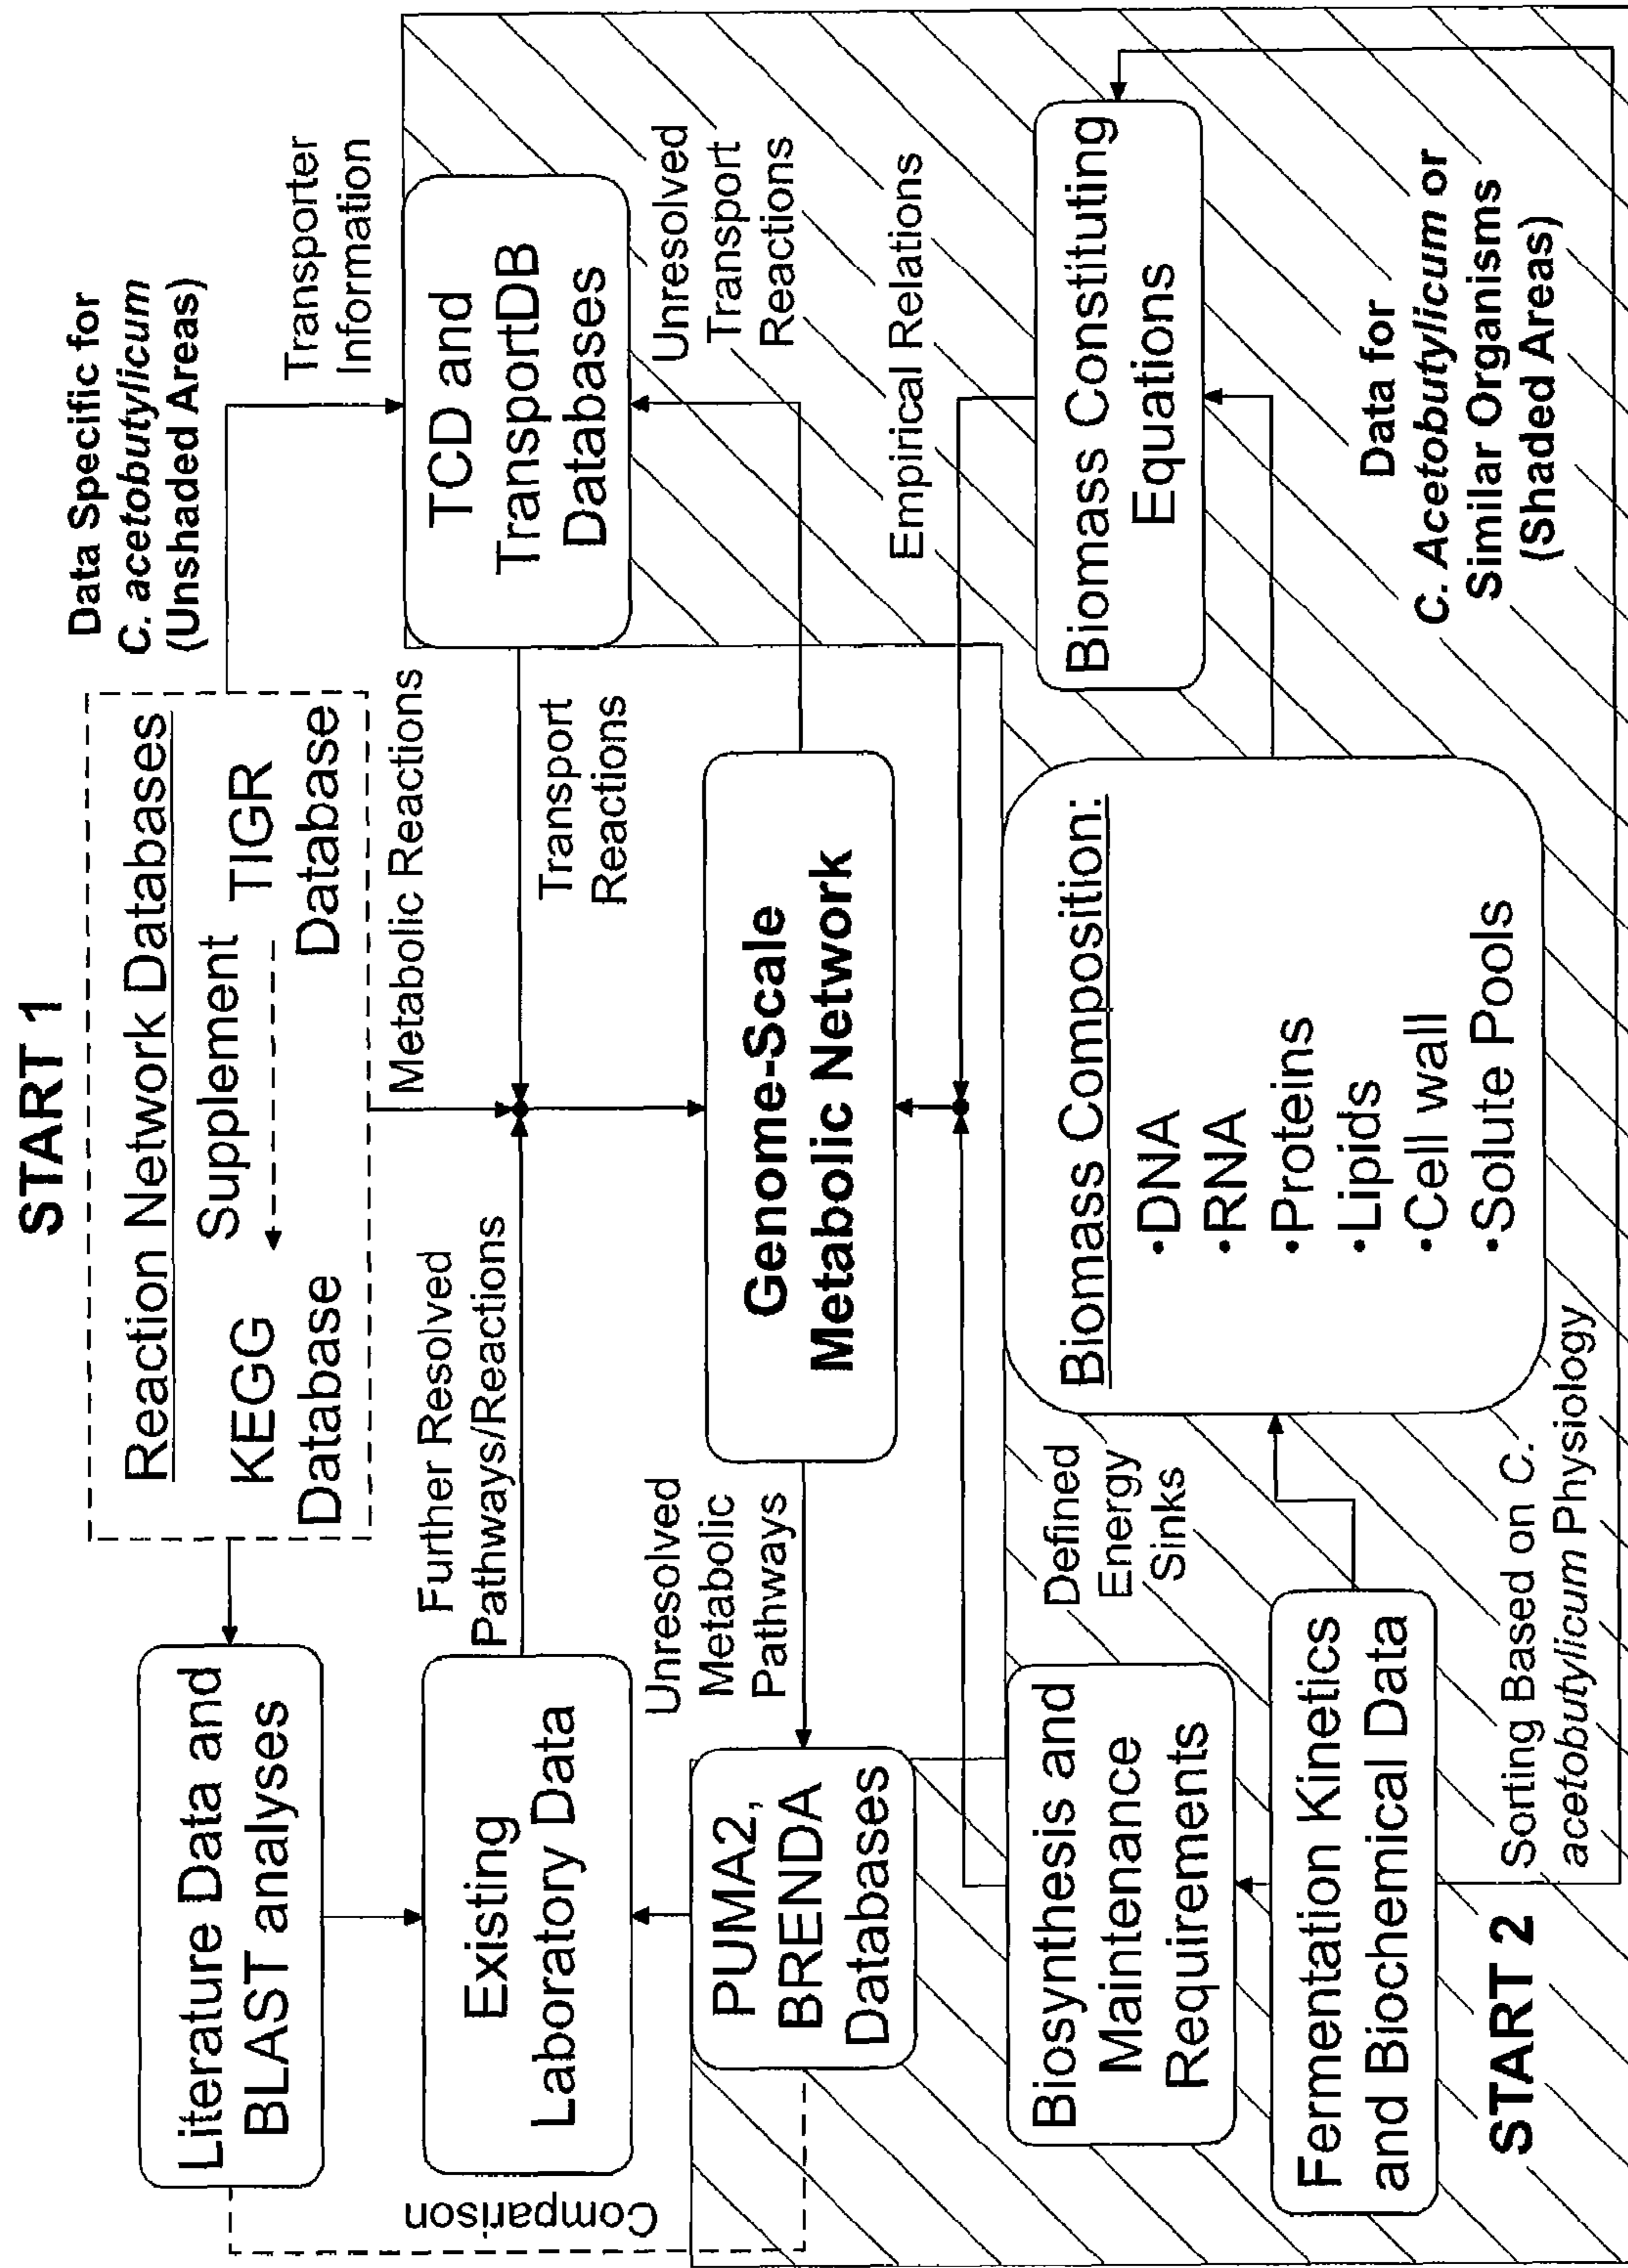 START 1
Data Specific for
C. acetobutylicum
(Unshaded Areas)
Literature Data and
BLAST analyses
Reaction Network Databases
KEGG
Database
Supplement
TIGR
Database
Transporter
Information
Comparison
Existing
Laboratory Data
Further Resolved
Pathways/Reactions
Metabolic Reactions
Transport
Reactions
TCD and
TransportDB
Databases
Unresolved
Metabolic
Pathways
Genome-Scale
Metabolic Network
Unresolved
Transport
Reactions
PUMA2,
BRENDA
Databases
Empirical Relations
Biosynthesis and
Maintenance
Requirements
Defined
Energy
Sinks
Biomass Composition:
•DNA
•RNA
•Proteins
•Lipids
•Cell wall
•Solute Pools
Biomass Constituting
Equations
Fermentation Kinetics
and Biochemical Data
START 2
Sorting Based on C.
acetobutylicum Physiology
Data for
C. Acetobutylicum or
Similar Organisms
(Shaded Areas)